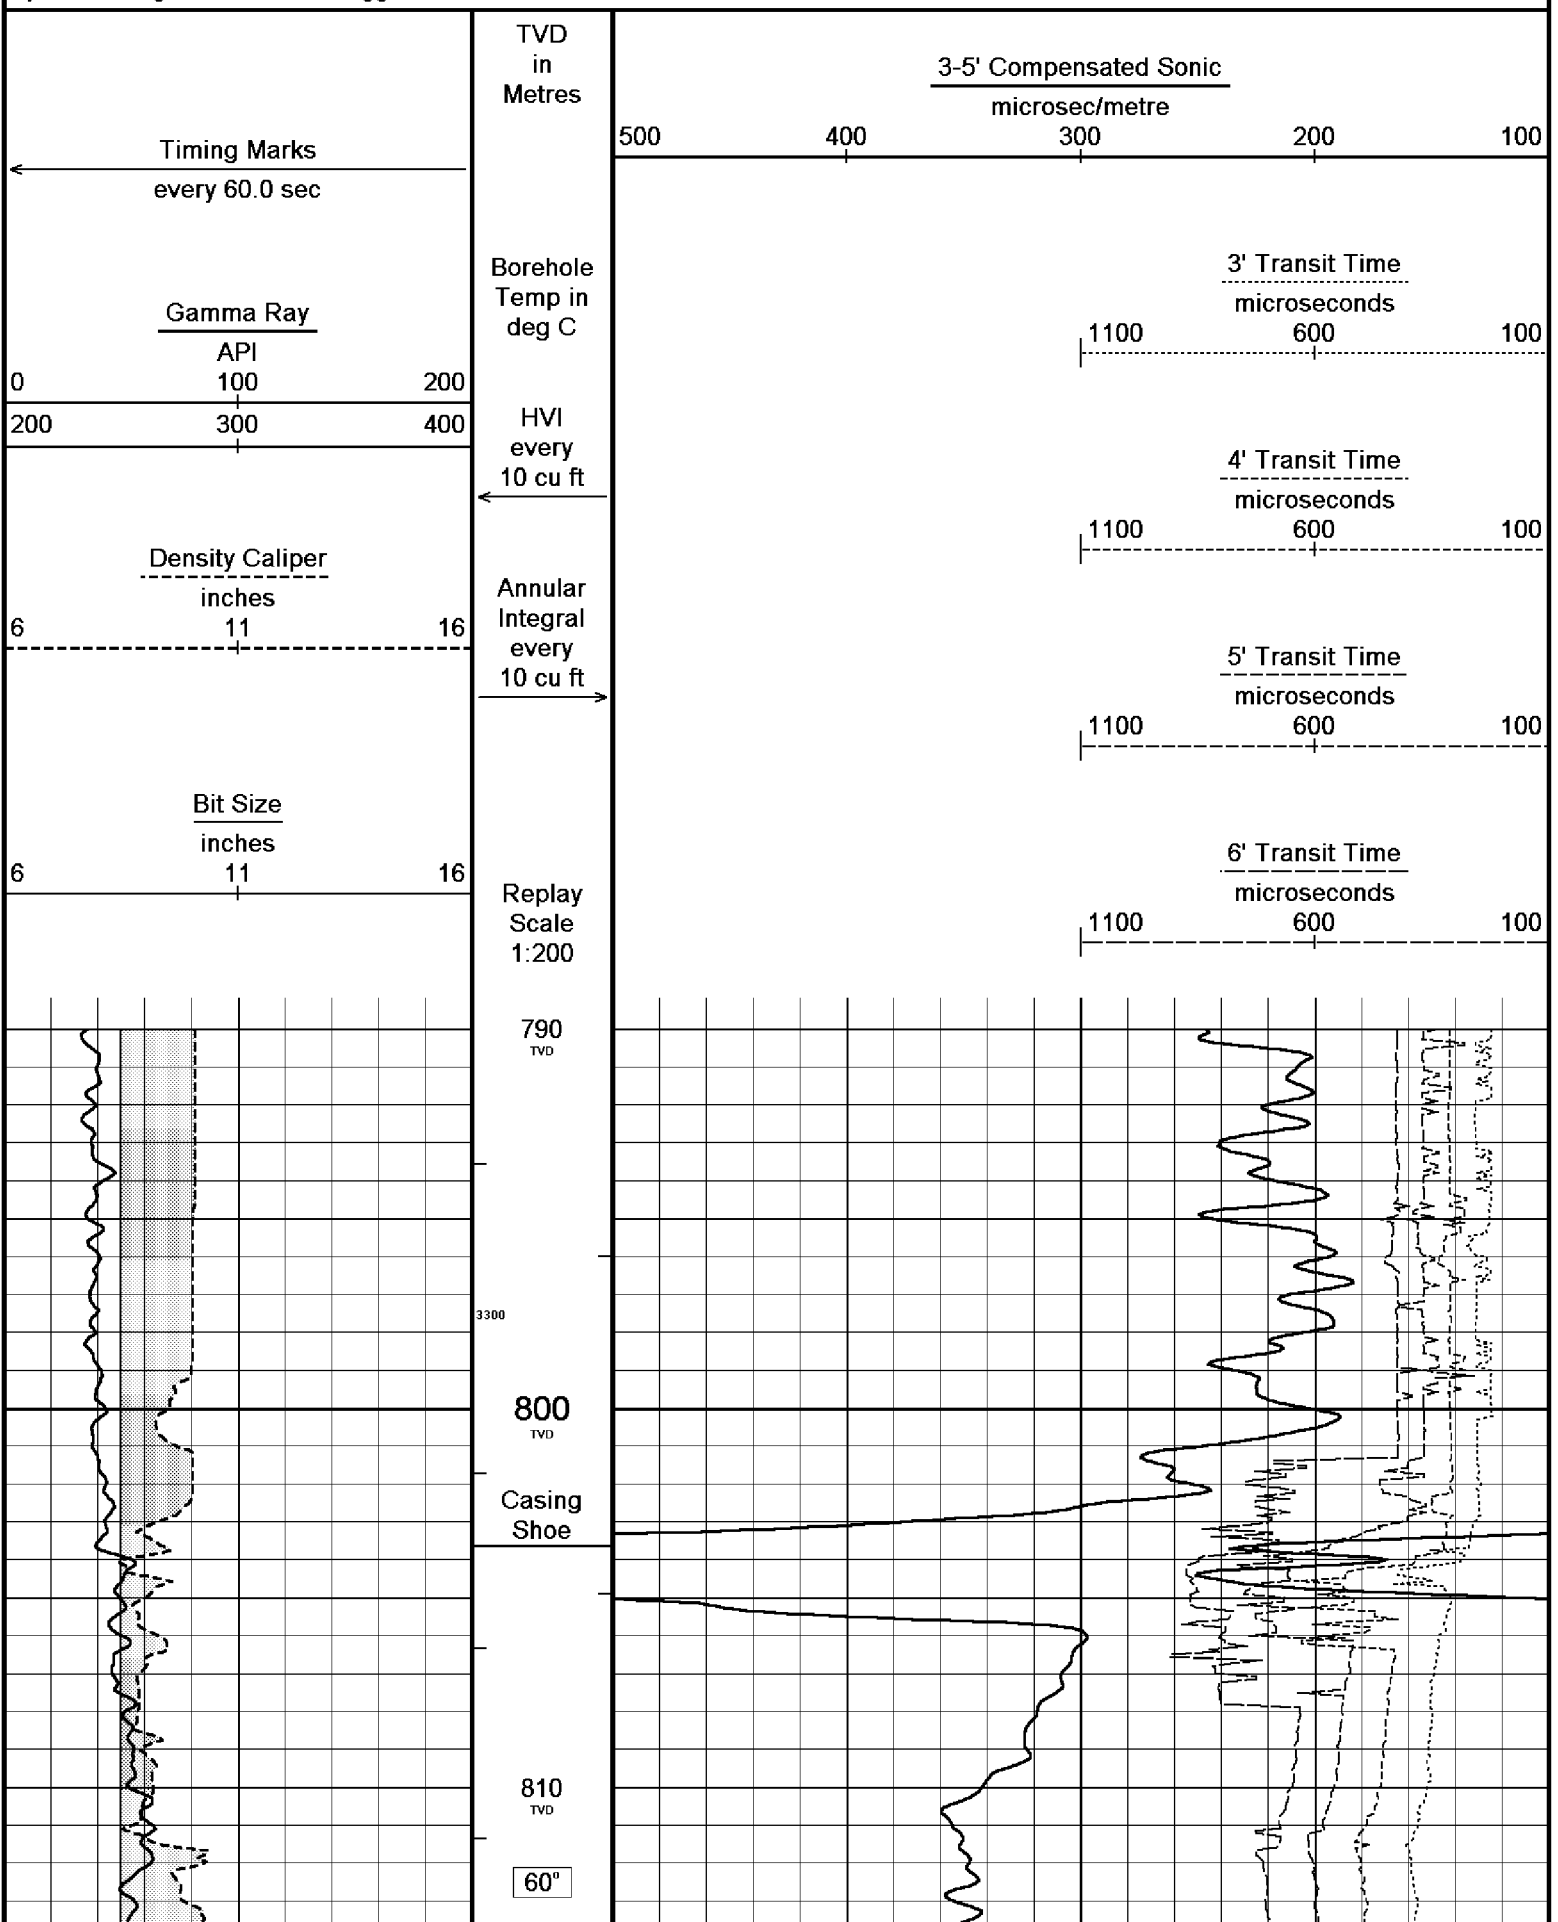 Timing Marks
every 60.0 sec
Gamma Ray
API
0 100 200
200 300 400
Density Caliper
inches
6 11 16
Bit Size
inches
6 11 16
TVD
in
Metres
Borehole
Temp in
deg C
HVI
every
10 cu ft
Annular
Integral
every
10 cu ft
Replay
Scale
1:200
3-5' Compensated Sonic
microsec/metre
500 400 300 200 100
3' Transit Time
microseconds
1100 600 100
4' Transit Time
microseconds
1100 600 100
5' Transit Time
microseconds
1100 600 100
6' Transit Time
microseconds
1100 600 100
790
TVD
3300
800
TVD
Casing
Shoe
810
TVD
60°